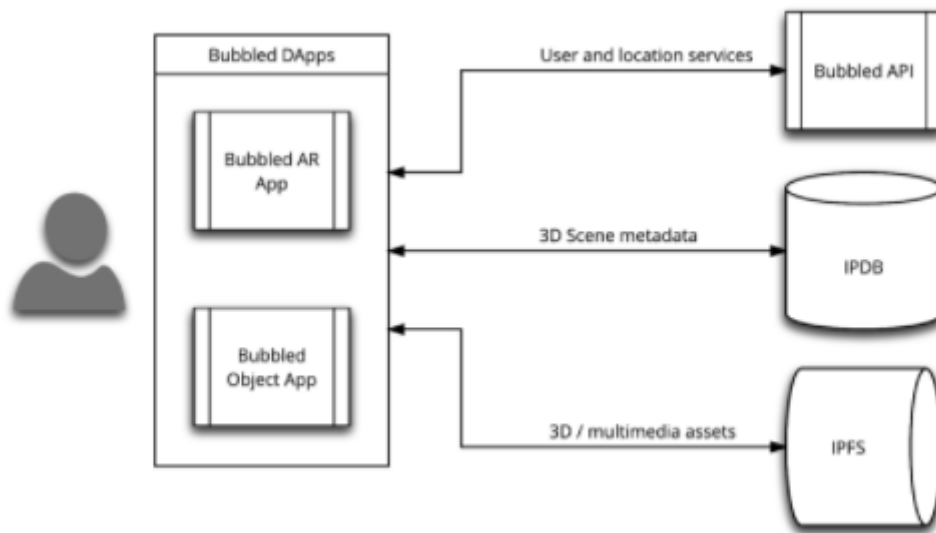 Bubbled DApps
User and location services
Bubbled API
Bubbled AR
App
3D Scene metadata
IPDB
Bubbled
Object App
3D / multimedia assets
IPFS